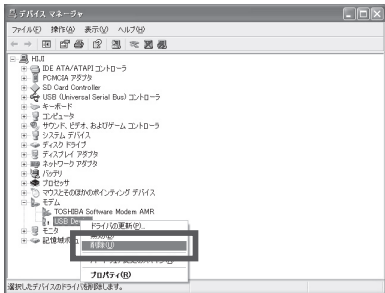 デバイス マネージャ
ファイル(F) 操作(A) 表示(V) ヘルプ(H)
HIJI
IDE ATA/ATAPI コントローラ
PCMCIA アダプタ
SD Card Controller
USB (Universal Serial Bus) コントローラ
キーボード
コンピュータ
サウンド、ビデオ、およびゲーム コントローラ
システム デバイス
ディスク ドライブ
ディスプレイ アダプタ
ネットワーク アダプタ
バッテリ
プロセッサ
マウスとそのほかのポインティング デバイス
モデム
TOSHIBA Software Modem AMR
USB
ドライバの更新(P)...
モニタ
削除(U)
記憶域ボ
プロパティ(R)
選択したデバイスのドライバを削除します。